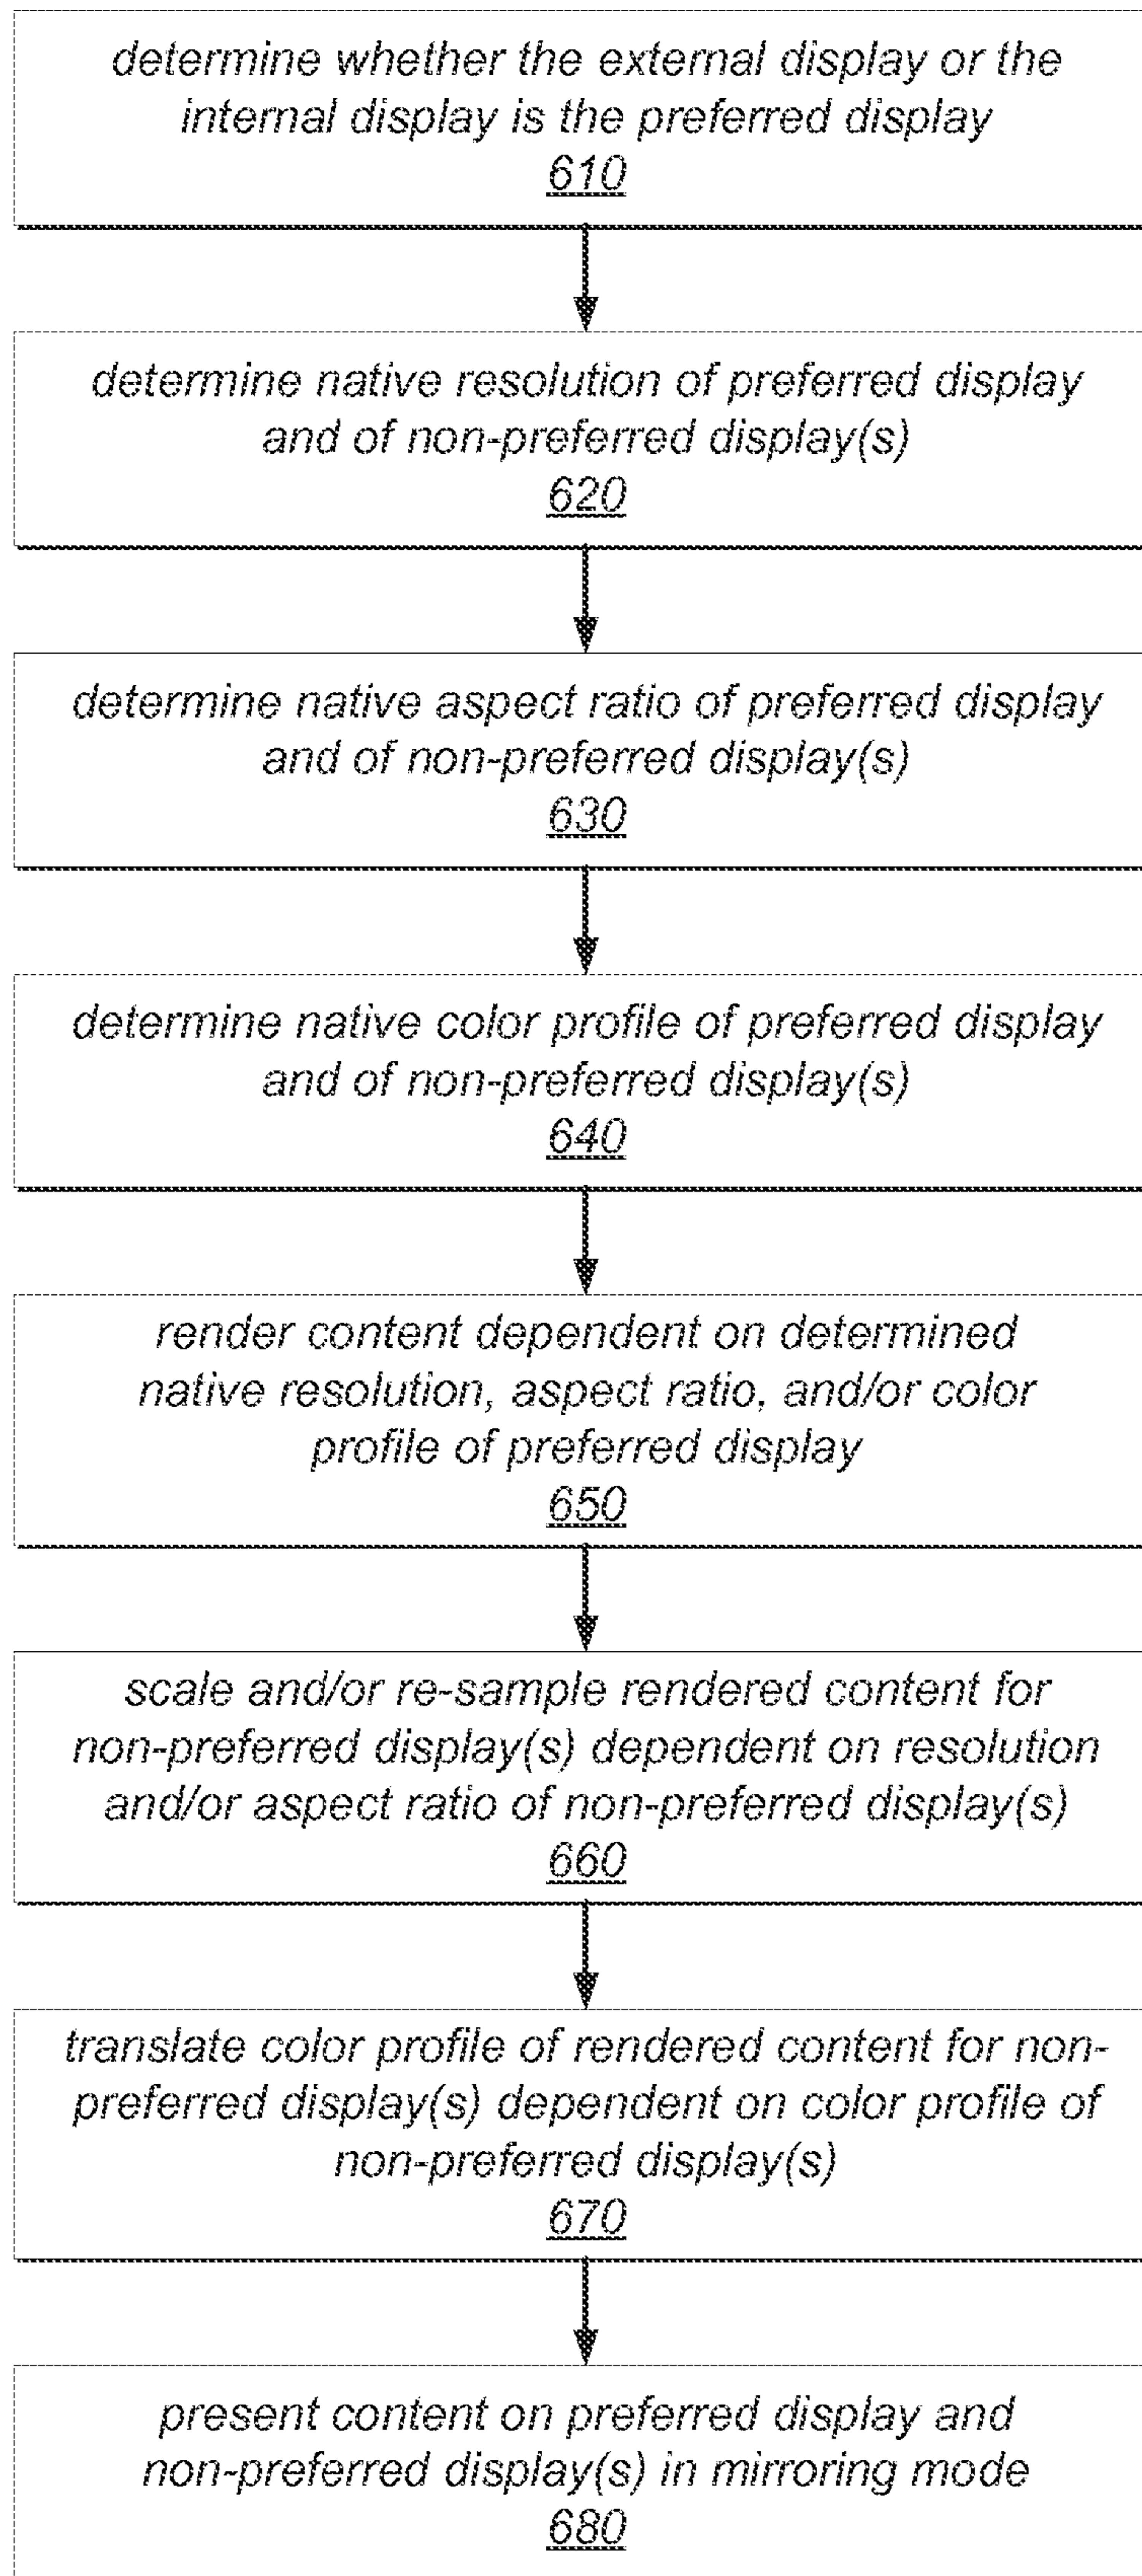 determine whether the external display or the
internal display is the preferred display
610
determine native resolution of preferred display
and of non-preferred display(s)
620
determine native aspect ratio of preferred display
and of non-preferred display(s)
630
determine native color profile of preferred display
and of non-preferred display(s)
640
render content dependent on determined
native resolution, aspect ratio, and/or color
profile of preferred display
650
scale and/or re-sample rendered content for
non-preferred display(s) dependent on resolution
and/or aspect ratio of non-preferred display(s)
660
translate color profile of rendered content for non-
preferred display(s) dependent on color profile of
non-preferred display(s)
670
present content on preferred display and
non-preferred display(s) in mirroring mode
680